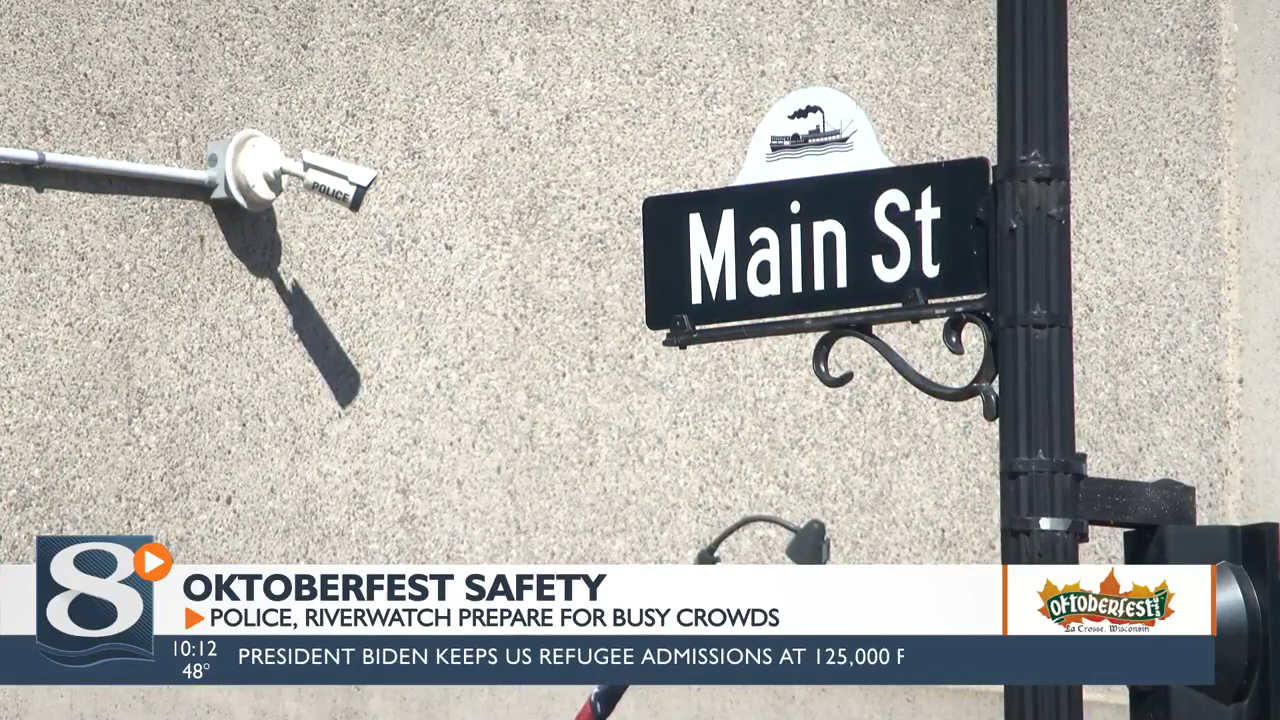 POLICE
Main St
8
OKTOBERFEST SAFETY
POLICE, RIVERWATCH PREPARE FOR BUSY CROWDS
OKTOBERFEST USA
La Crosse, Wisconsin
10:12
48°
PRESIDENT BIDEN KEEPS US REFUGEE ADMISSIONS AT 125,000 F